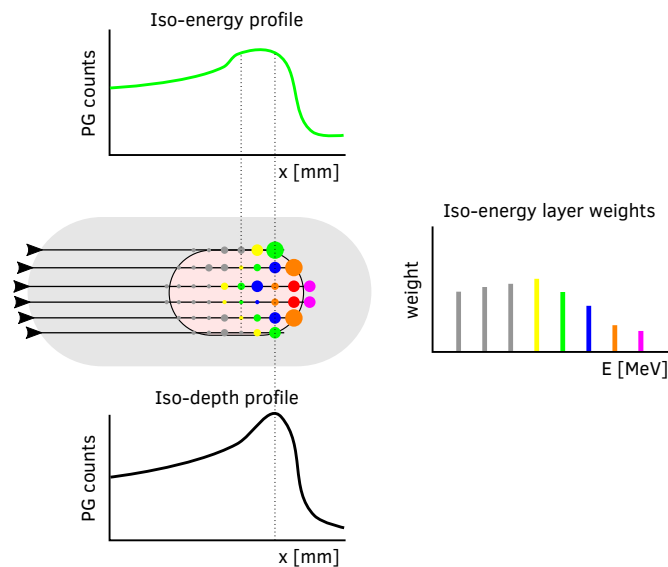 Iso-energy profile
PG counts
x [mm]
Iso-energy layer weights
weight
E [MeV]
Iso-depth profile
PG counts
x [mm]